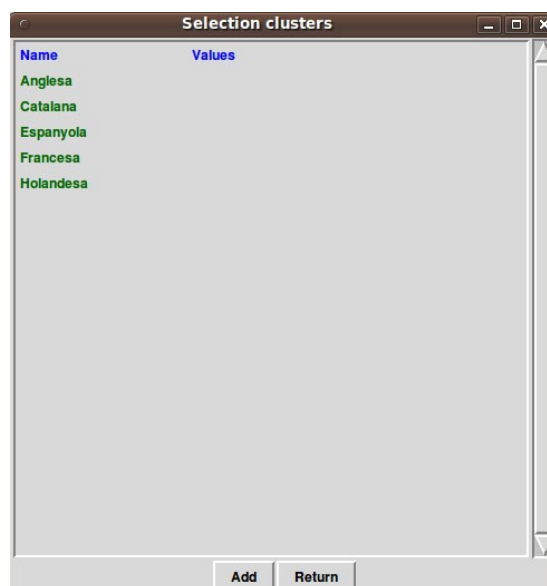 Selection clusters
Name Values
Anglesa
Catalana
Espanyola
Francesa
Holandesa
Add Return